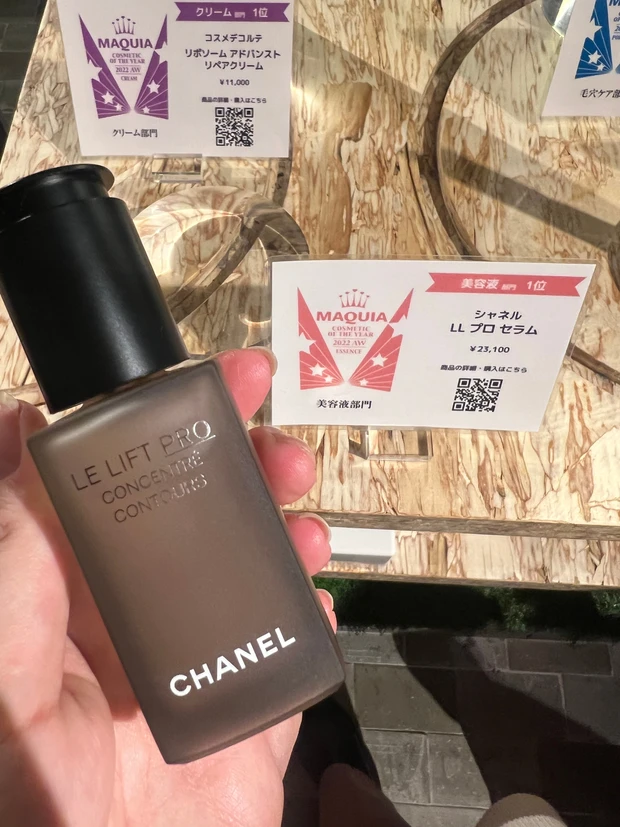 クリーム 部門 1位
MAQUIA
COSMETIC
OF THE YEAR
2022 AW
CREAM
クリーム部門
コスメデコルテ
リポソーム アドバンスト
リペアクリーム
￥11,000
商品の詳細・購入はこちら
毛穴ケア部
美容液 部門 1位
MAQUIA
COSMETIC
OF THE YEAR
2022 AW
ESSENCE
美容液部門
シャネル
LL プロ セラム
￥23,100
商品の詳細・購入はこちら
LE LIFT PRO
CONCENTRÉ
CONTOURS
CHANEL